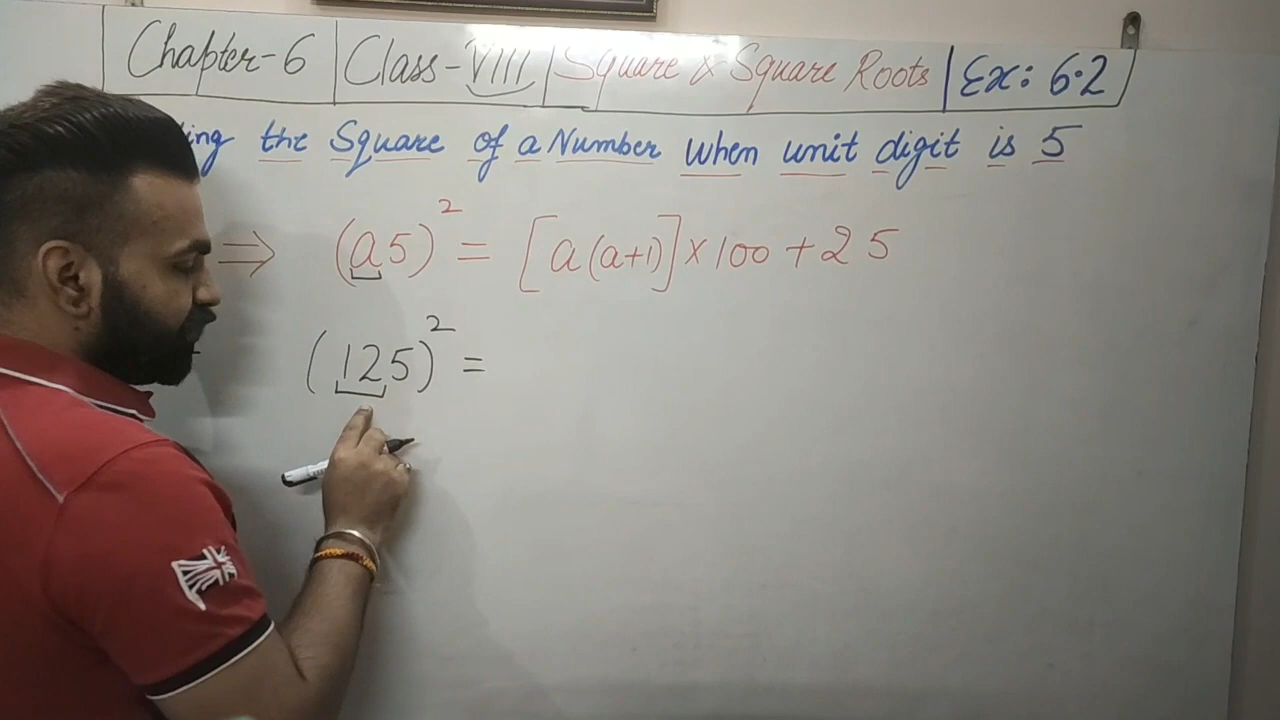 Chapter-6 Class-VIII Square & Square Roots Ex: 6.2
the Square of a Number when unit digit is 5
⇒ (a5)² = [a(a+1)]×100+25
(125)² =